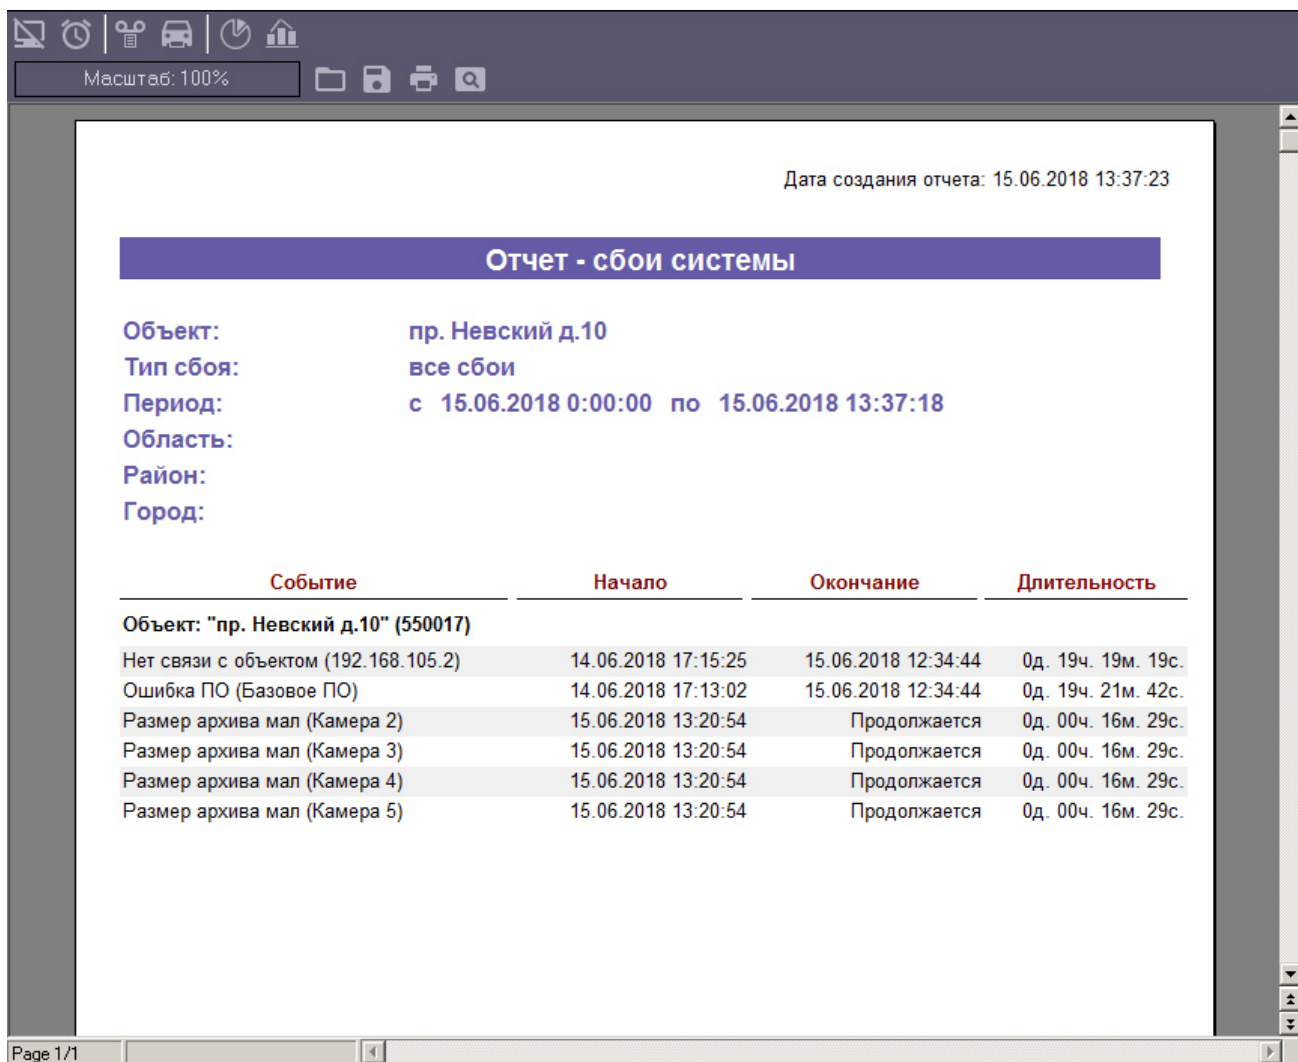 Масштаб: 100%
Дата создания отчета: 15.06.2018 13:37:23
Отчет - сбои системы
Объект: пр. Невский д.10
Тип сбоя: все сбои
Период: с 15.06.2018 0:00:00 по 15.06.2018 13:37:18
Область:
Район:
Город:
Событие Начало Окончание Длительность
Объект: "пр. Невский д.10" (550017)
Нет связи с объектом (192.168.105.2) 14.06.2018 17:15:25 15.06.2018 12:34:44 0д. 19ч. 19м. 19с.
Ошибка ПО (Базовое ПО) 14.06.2018 17:13:02 15.06.2018 12:34:44 0д. 19ч. 21м. 42с.
Размер архива мал (Камера 2) 15.06.2018 13:20:54 Продолжается 0д. 00ч. 16м. 29с.
Размер архива мал (Камера 3) 15.06.2018 13:20:54 Продолжается 0д. 00ч. 16м. 29с.
Размер архива мал (Камера 4) 15.06.2018 13:20:54 Продолжается 0д. 00ч. 16м. 29с.
Размер архива мал (Камера 5) 15.06.2018 13:20:54 Продолжается 0д. 00ч. 16м. 29с.
Page 1/1